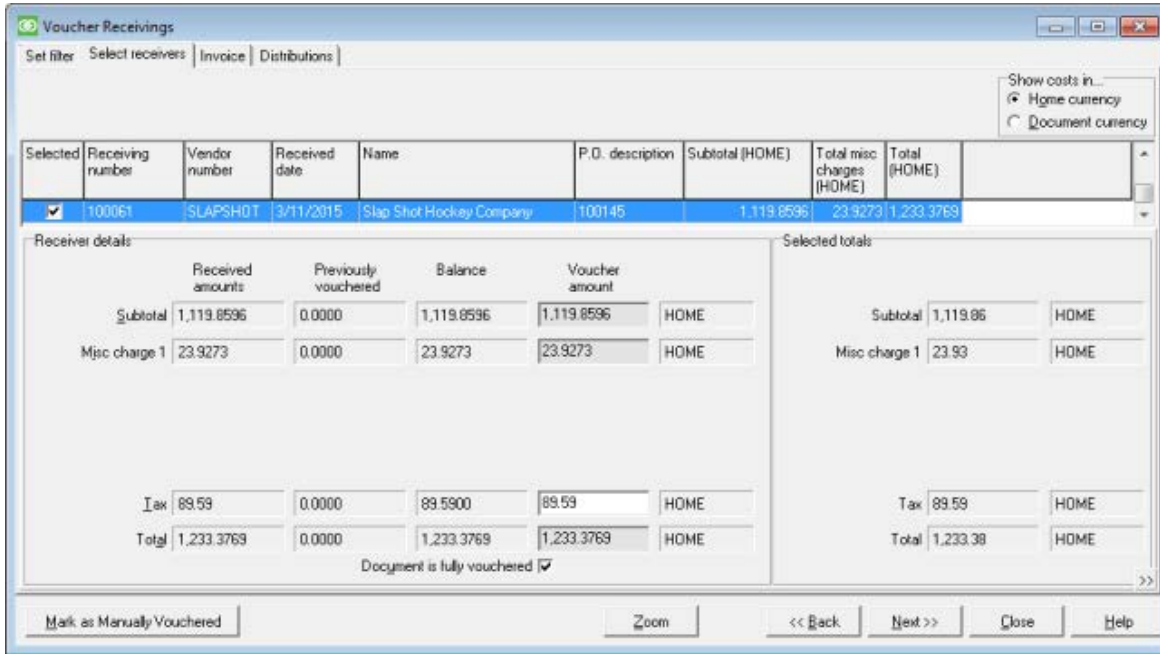 Voucher Receivings
Set filter Select receivers Invoice Distributions
Show costs in...
Home currency
Document currency
Selected Receiving number Vendor number Received date Name P.O. description Subtotal (HOME) Total misc charges (HOME) Total (HOME)
100061 SLAPSHOT 3/11/2015 Slap Shot Hockey Company 100145 1,119.8596 23.9273 1,233.3769
Receiver details Selected totals
Received amounts Previously vouchered Balance Voucher amount
Subtotal 1,119.8596 0.0000 1,119.8596 1,119.8596 HOME Subtotal 1,119.86 HOME
Misc charge 1 23.9273 0.0000 23.9273 23.9273 HOME Misc charge 1 23.93 HOME
Tax 89.59 0.0000 89.5900 89.59 HOME Tax 89.59 HOME
Total 1,233.3769 0.0000 1,233.3769 1,233.3769 HOME Total 1,233.38 HOME
Document is fully vouchered
>>
Mark as Manually Vouchered Zoom << Back Next >> Close Help